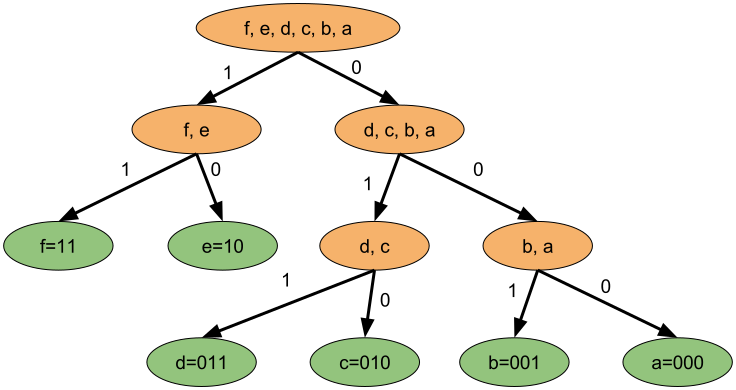 f, e, d, c, b, a
1
0
f, e
d, c, b, a
1
0
1
0
f=11
e=10
d, c
b, a
1
0
1
0
d=011
c=010
b=001
a=000